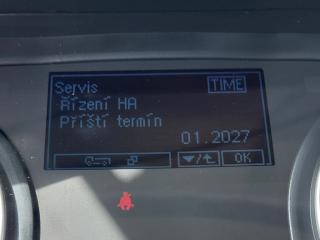 Servis TIME
Řízení HA
Příští termín
01.2027
OK